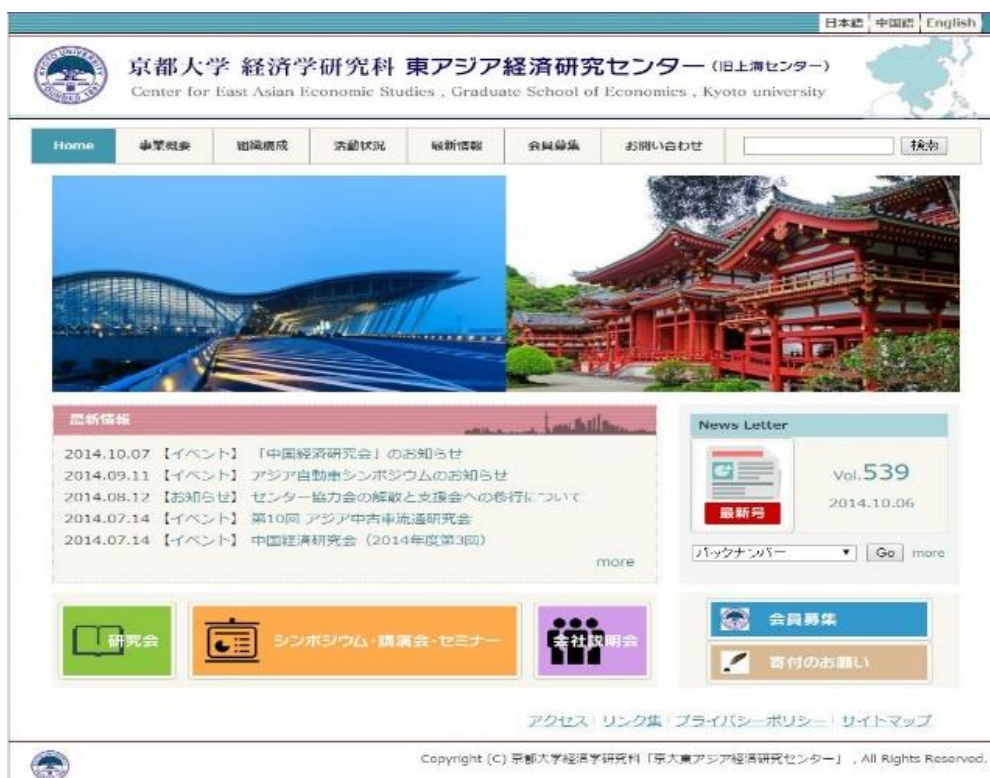 日本語 中国語 English
京都大学 経済学研究科 東アジア経済研究センター (旧上海センター)
Center for East Asian Economic Studies , Graduate School of Economics , Kyoto university
Home 事業概要 組織構成 活動状況 最新情報 会員募集 お問い合わせ 検索
最新情報
2014.10.07 【イベント】 「中国経済研究会」のお知らせ
2014.09.11 【イベント】 アジア自動車シンポジウムのお知らせ
2014.08.12 【お知らせ】 センター協力会の解散と支援会への移行について
2014.07.14 【イベント】 第10回 アジア中古車流通研究会
2014.07.14 【イベント】 中国経済研究会（2014年度第3回）
more
News Letter
Vol.539
2014.10.06
最新号
バックナンバー Go more
研究会 シンポジウム・講演会・セミナー 会社説明会
会員募集
寄付のお願い
アクセス リンク集 プライバシーポリシー サイトマップ
Copyright (C) 京都大学経済学研究科「京大東アジア経済研究センター」 , All Rights Reserved.